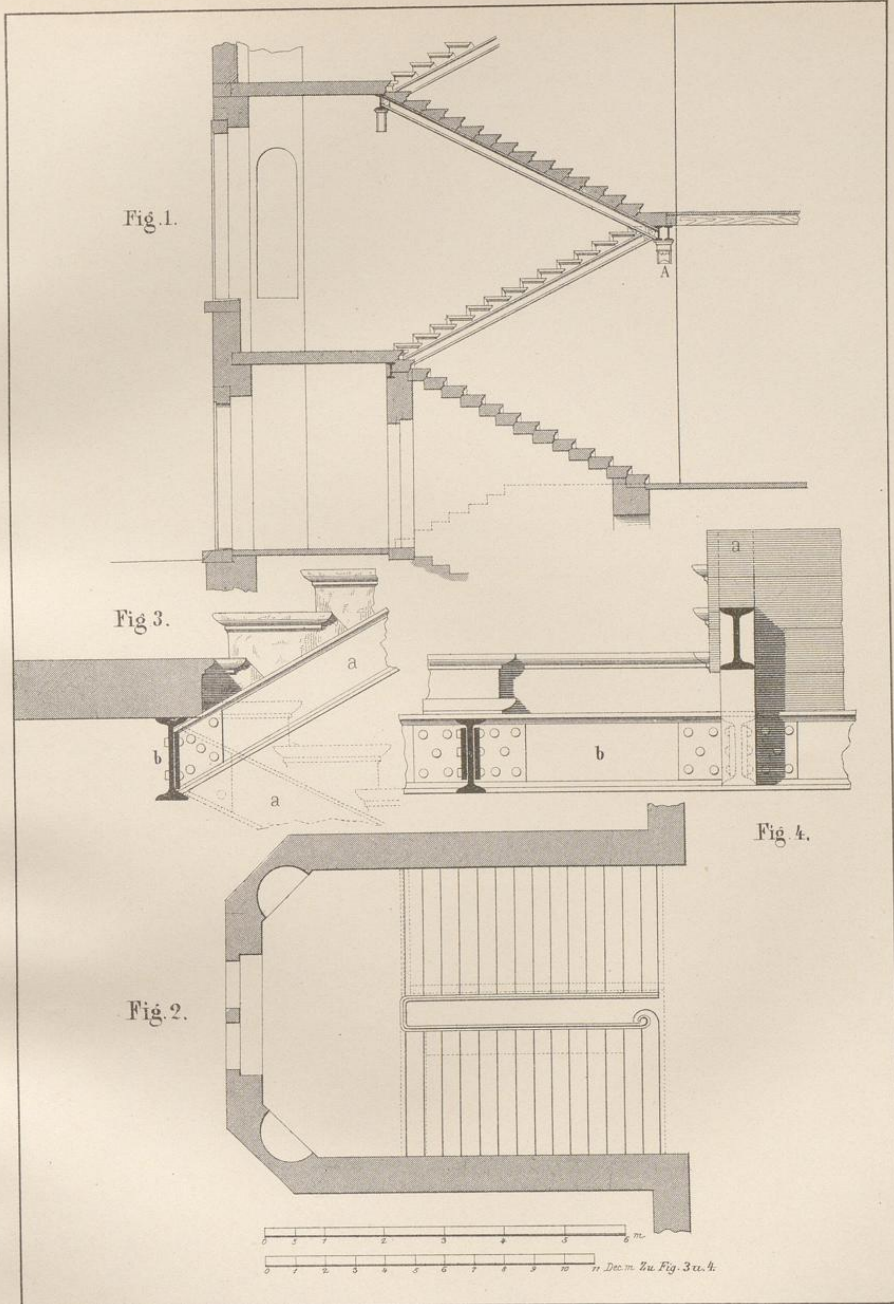 Fig. 1.
A
Fig 3.
a
a
b
a
b
Fig. 4.
Fig. 2.
0 5 1 2 3 4 5 6 m
0 1 2 3 4 5 6 7 8 9 10 11 Dec.m Zu Fig. 3 u. 4.